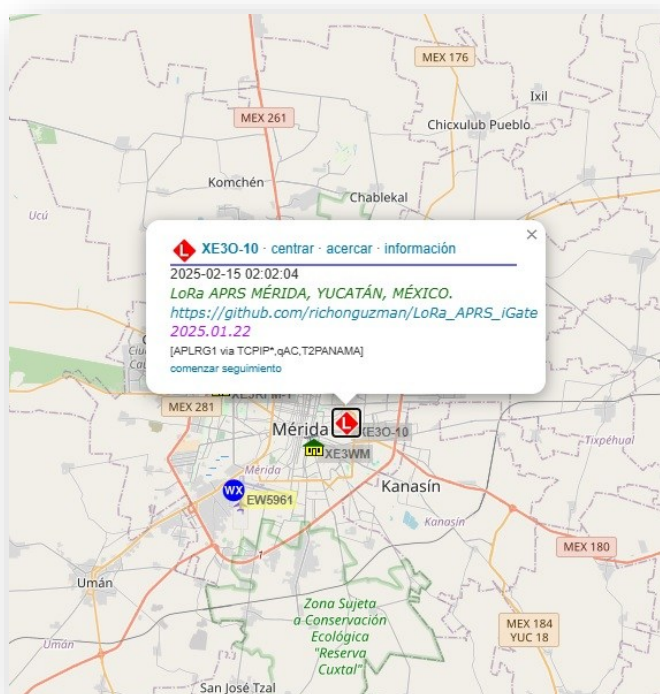 MEX 176
Ixil
MEX 261
Chicxulub Pueblo
Komchén
Chablekal
Ucú
×
L XE3O-10 · centrar · acercar · información
2025-02-15 02:02:04
LoRa APRS MÉRIDA, YUCATÁN, MÉXICO.
https://github.com/richonguzman/LoRa_APRS_iGate
2025.01.22
[APLRG1 via TCPIP*,qAC,T2PANAMA]
comenzar seguimiento
MEX 281
L
Mérida
XE3O-10
Tixpéhual
XE3WM
Mérida
WX
EW5961
Kanasín
Kanasín
1
MEX 180
Umán
Zona Sujeta
a Conservación
Ecológica
"Reserva
Cuxtal"
MEX 184
YUC 18
Umán
San José Tzal